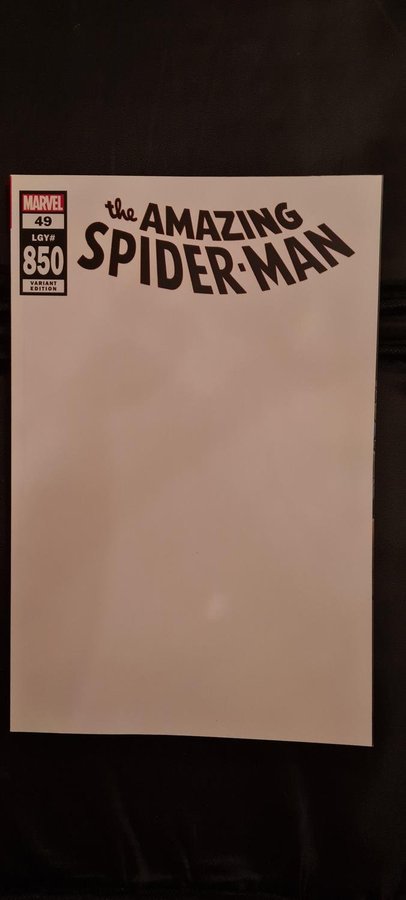 MARVEL
49
LGY#
850
VARIANT
EDITION
the AMAZING
SPIDER-MAN